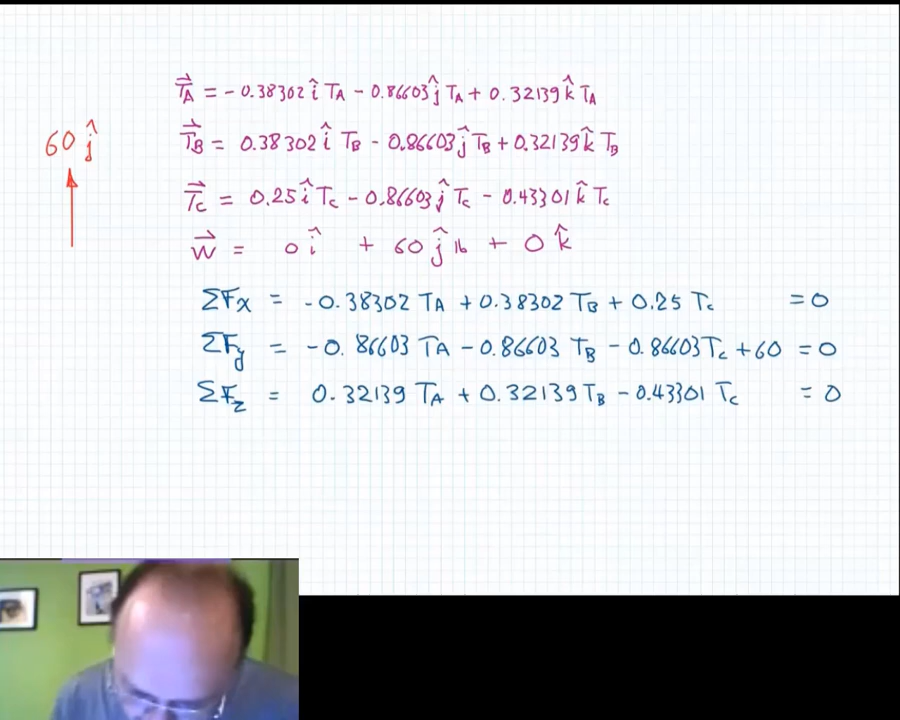 T⃗A = - 0.38302 î TA - 0.86603 ĵ TA + 0.32139 k̂ TA
60 ĵ
T⃗B = 0.38302 î TB - 0.86603 ĵ TB + 0.32139 k̂ TB
T⃗C = 0.25 î TC - 0.86603 ĵ TC - 0.43301 k̂ TC
W⃗ = 0 î + 60 ĵ lb + 0 k̂
ΣFx = -0.38302 TA + 0.38302 TB + 0.25 TC = 0
ΣFy = -0.86603 TA - 0.86603 TB - 0.86603 TC + 60 = 0
ΣFz = 0.32139 TA + 0.32139 TB - 0.43301 TC = 0